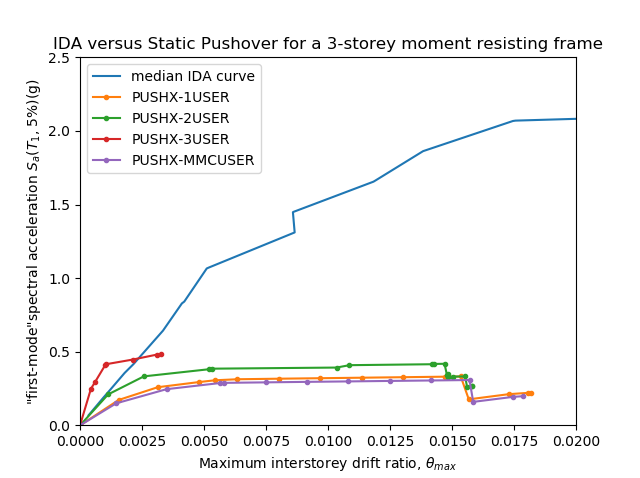 IDA versus Static Pushover for a 3-storey moment resisting frame
2.5
2.0
1.5
1.0
0.5
0.0
"first-mode"spectral acceleration Sₐ(T₁, 5%)(g)
median IDA curve
PUSHX-1USER
PUSHX-2USER
PUSHX-3USER
PUSHX-MMCUSER
0.0000 0.0025 0.0050 0.0075 0.0100 0.0125 0.0150 0.0175 0.0200
Maximum interstorey drift ratio, θmax